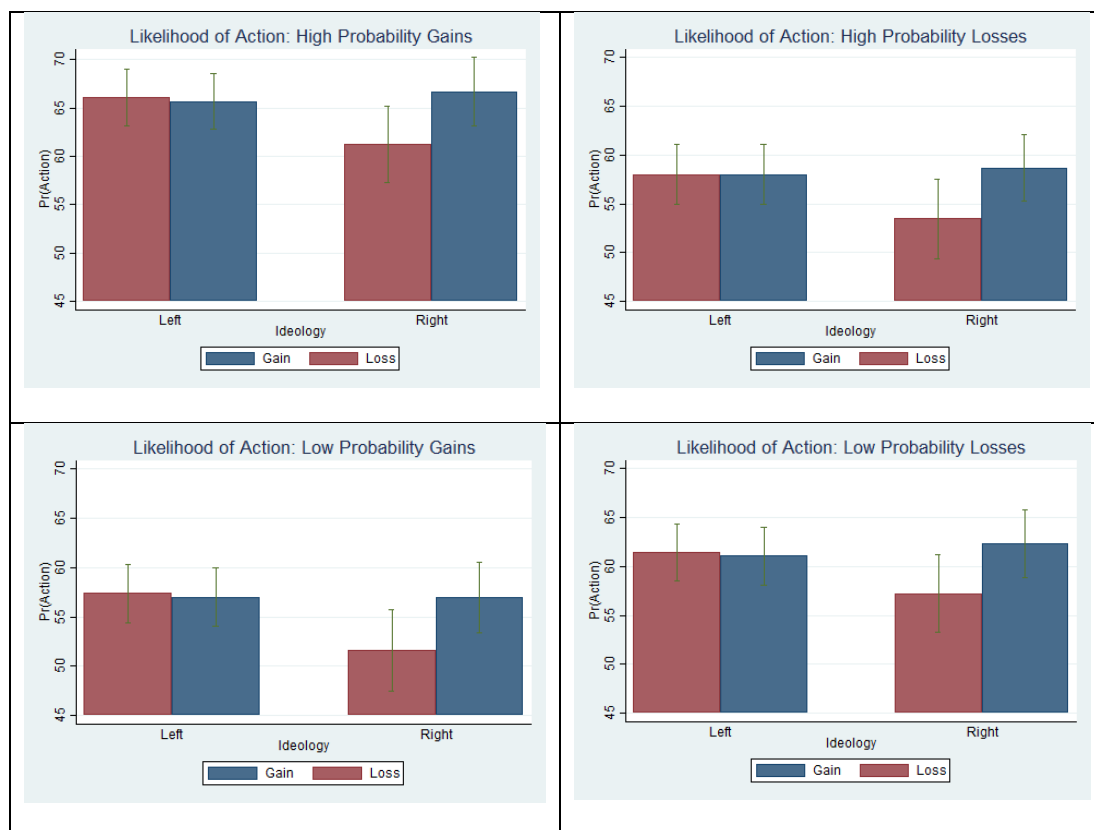 Likelihood of Action: High Probability Gains
Pr(Action)
70
65
60
55
50
45
Left
Right
Ideology
Gain
Loss
Likelihood of Action: High Probability Losses
Pr(Action)
70
65
60
55
50
45
Left
Right
Ideology
Gain
Loss
Likelihood of Action: Low Probability Gains
Pr(Action)
70
65
60
55
50
45
Left
Right
Ideology
Gain
Loss
Likelihood of Action: Low Probability Losses
Pr(Action)
70
65
60
55
50
45
Left
Right
Ideology
Gain
Loss